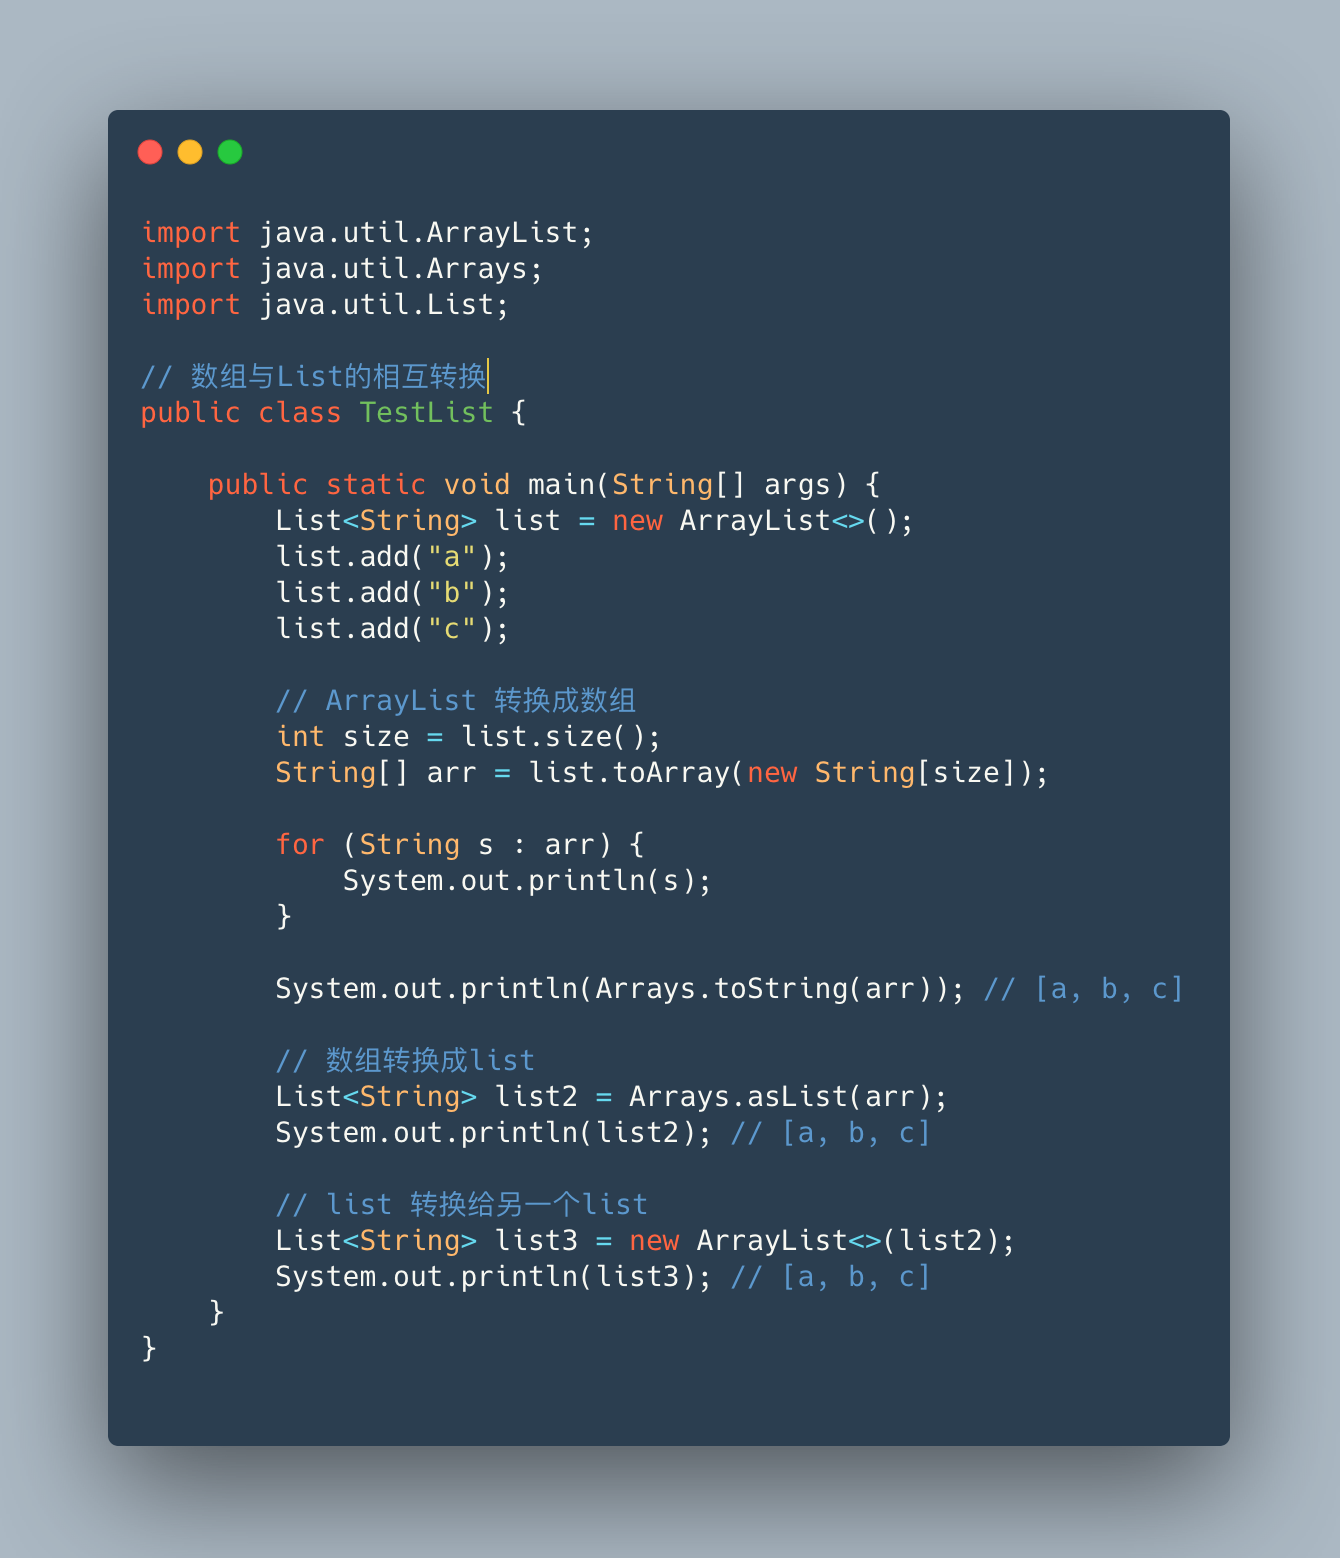 import java.util.ArrayList;
import java.util.Arrays;
import java.util.List;

// 数组与List的相互转换
public class TestList {

    public static void main(String[] args) {
        List<String> list = new ArrayList<>();
        list.add("a");
        list.add("b");
        list.add("c");

        // ArrayList 转换成数组
        int size = list.size();
        String[] arr = list.toArray(new String[size]);

        for (String s : arr) {
            System.out.println(s);
        }

        System.out.println(Arrays.toString(arr)); // [a, b, c]

        // 数组转换成list
        List<String> list2 = Arrays.asList(arr);
        System.out.println(list2); // [a, b, c]

        // list 转换给另一个list
        List<String> list3 = new ArrayList<>(list2);
        System.out.println(list3); // [a, b, c]
    }
}